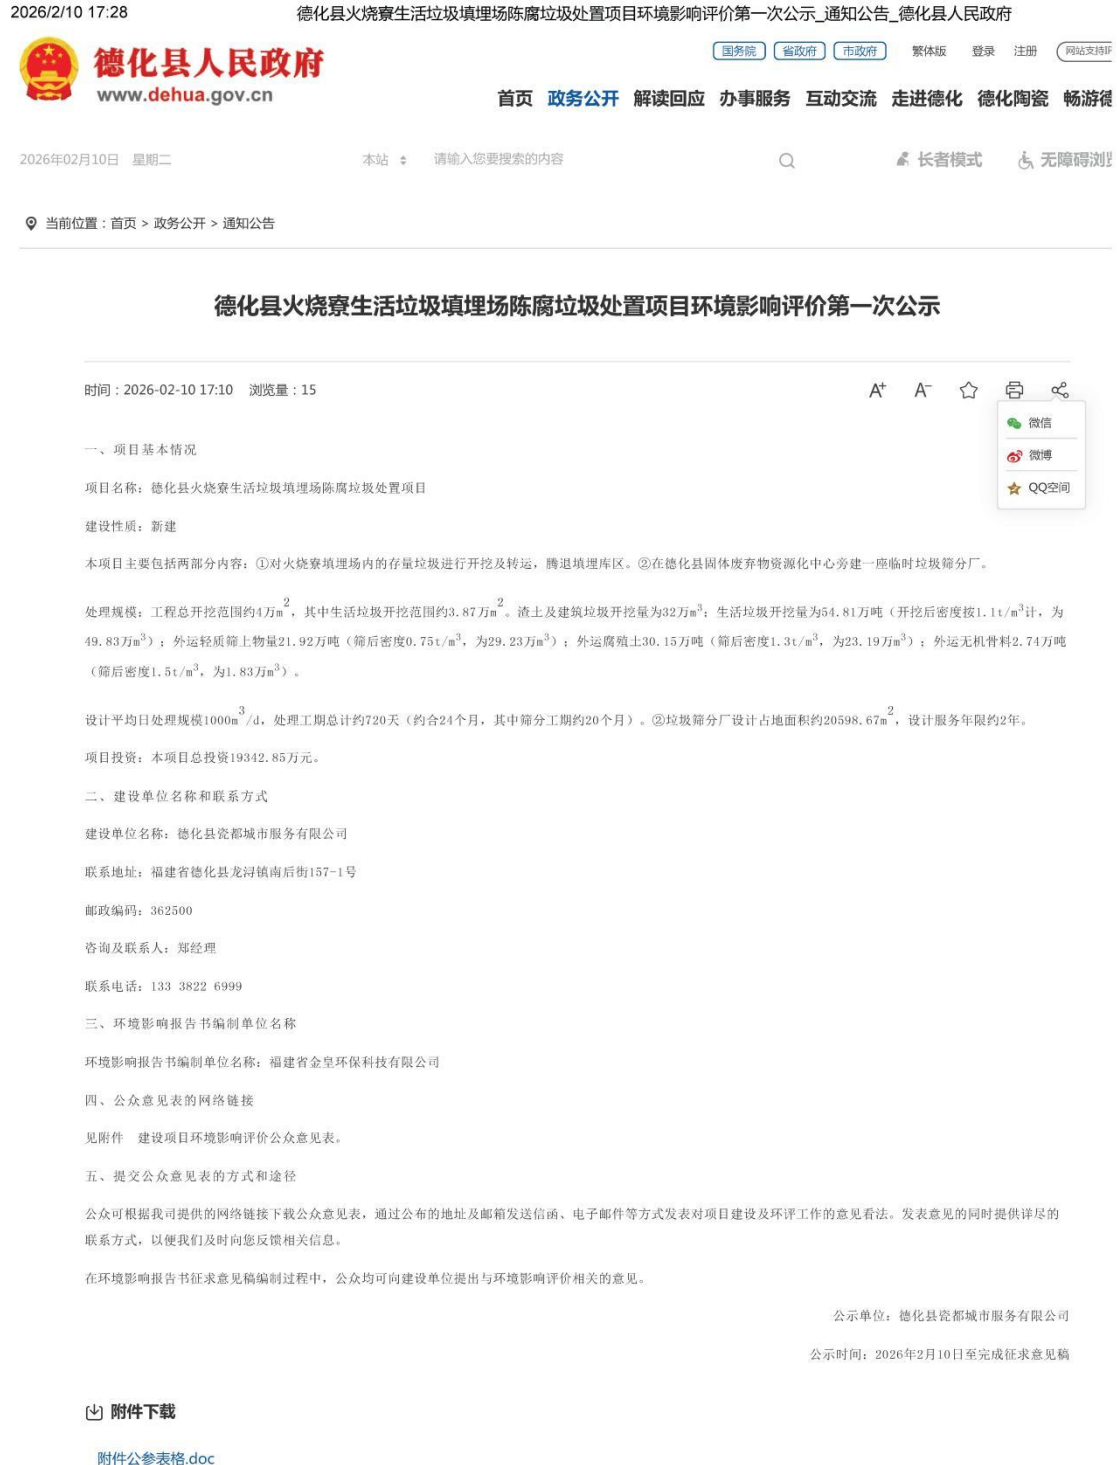 2026/2/10 17:28 德化县火烧寮生活垃圾填埋场陈腐垃圾处置项目环境影响评价第一次公示_通知公告_德化县人民政府
德化县人民政府
www.dehua.gov.cn
国务院 省政府 市政府 繁体版 登录 注册 网站支持IP
首页 政务公开 解读回应 办事服务 互动交流 走进德化 德化陶瓷 畅游德
2026年02月10日 星期二 本站 请输入您要搜索的内容 长者模式 无障碍浏览
当前位置：首页 > 政务公开 > 通知公告
德化县火烧寮生活垃圾填埋场陈腐垃圾处置项目环境影响评价第一次公示
时间：2026-02-10 17:10 浏览量：15 A+ A-
微信
微博
QQ空间
一、项目基本情况
项目名称：德化县火烧寮生活垃圾填埋场陈腐垃圾处置项目
建设性质：新建
本项目主要包括两部分内容：①对火烧寮填埋场内的存量垃圾进行开挖及转运，腾退填埋库区。②在德化县固体废弃物资源化中心旁建一座临时垃圾筛分厂。
处理规模：工程总开挖范围约4万m²，其中生活垃圾开挖范围约3.87万m²。渣土及建筑垃圾开挖量为32万m³；生活垃圾开挖量为54.81万吨（开挖后密度按1.1t/m³计，为
49.83万m³）；外运轻质筛上物量21.92万吨（筛后密度0.75t/m³，为29.23万m³）；外运腐殖土30.15万吨（筛后密度1.3t/m³，为23.19万m³）；外运无机骨料2.74万吨
（筛后密度1.5t/m³，为1.83万m³）。
设计平均日处理规模1000m³/d，处理工期总计约720天（约合24个月，其中筛分工期约20个月）。②垃圾筛分厂设计占地面积约20598.67m²，设计服务年限约2年。
项目投资：本项目总投资19342.85万元。
二、建设单位名称和联系方式
建设单位名称：德化县瓷都城市服务有限公司
联系地址：福建省德化县龙浔镇南后街157-1号
邮政编码：362500
咨询及联系人：郑经理
联系电话：133 3822 6999
三、环境影响报告书编制单位名称
环境影响报告书编制单位名称：福建省金皇环保科技有限公司
四、公众意见表的网络链接
见附件 建设项目环境影响评价公众意见表。
五、提交公众意见表的方式和途径
公众可根据我司提供的网络链接下载公众意见表，通过公布的地址及邮箱发送信函、电子邮件等方式发表对项目建设及环评工作的意见看法。发表意见的同时提供详尽的
联系方式，以便我们及时向您反馈相关信息。
在环境影响报告书征求意见稿编制过程中，公众均可向建设单位提出与环境影响评价相关的意见。
公示单位：德化县瓷都城市服务有限公司
公示时间：2026年2月10日至完成征求意见稿
附件下载
附件公参表格.doc